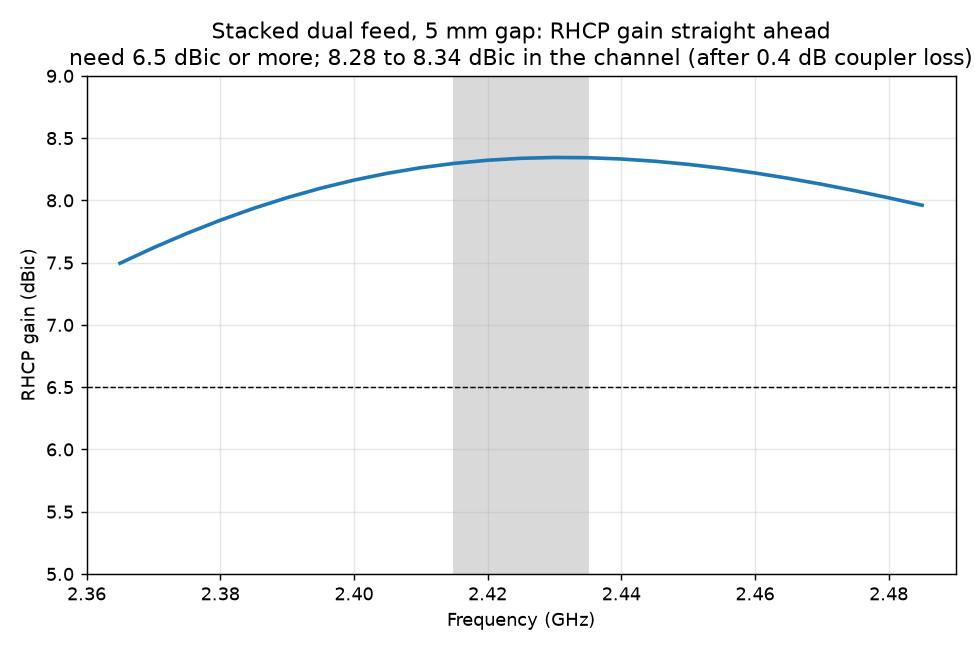 Stacked dual feed, 5 mm gap: RHCP gain straight ahead
need 6.5 dBic or more; 8.28 to 8.34 dBic in the channel (after 0.4 dB coupler loss)
9.0
8.5
8.0
7.5
7.0
6.5
6.0
5.5
5.0
RHCP gain (dBic)
2.36 2.38 2.40 2.42 2.44 2.46 2.48
Frequency (GHz)